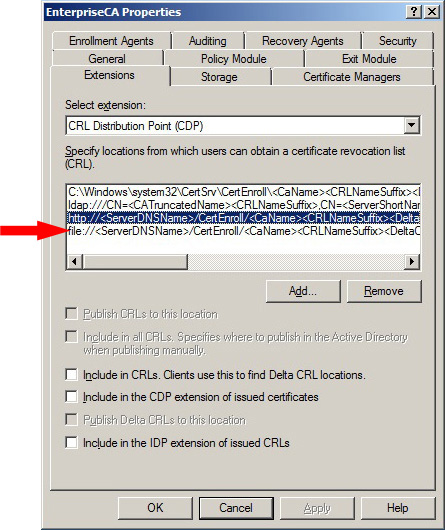 EnterpriseCA Properties
Enrollment Agents Auditing Recovery Agents Security
General Policy Module Exit Module
Extensions Storage Certificate Managers
Select extension:
CRL Distribution Point (CDP)
Specify locations from which users can obtain a certificate revocation list
(CRL).
C:\Windows\system32\CertSrv\CertEnroll\<CaName><CRLNameSuffix><D
ldap:///CN=<CATruncatedName><CRLNameSuffix>,CN=<ServerShortNam
http://<ServerDNSName>/CertEnroll/<CaName><CRLNameSuffix><Delta
file://<ServerDNSName>/CertEnroll/<CaName><CRLNameSuffix><DeltaC
Add... Remove
Publish CRLs to this location
Include in all CRLs. Specifies where to publish in the Active Directory
when publishing manually.
Include in CRLs. Clients use this to find Delta CRL locations.
Include in the CDP extension of issued certificates
Publish Delta CRLs to this location
Include in the IDP extension of issued CRLs
OK Cancel Apply Help